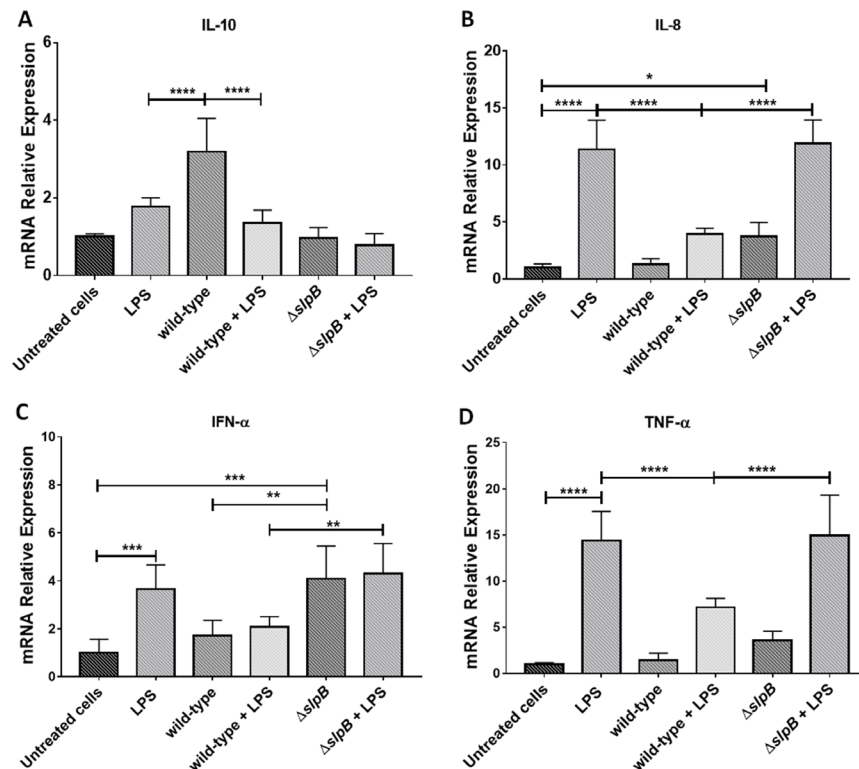 A
IL-10
mRNA Relative Expression
6
4
2
0
****
****
Untreated cells
LPS
wild-type
wild-type + LPS
ΔslpB
ΔslpB + LPS
B
IL-8
mRNA Relative Expression
20
15
10
5
0
*
****
****
****
Untreated cells
LPS
wild-type
wild-type + LPS
ΔslpB
ΔslpB + LPS
C
IFN-α
mRNA Relative Expression
10
8
6
4
2
0
***
**
**
***
Untreated cells
LPS
wild-type
wild-type + LPS
ΔslpB
ΔslpB + LPS
D
TNF-α
mRNA Relative Expression
25
20
15
10
5
0
****
****
****
Untreated cells
LPS
wild-type
wild-type + LPS
ΔslpB
ΔslpB + LPS